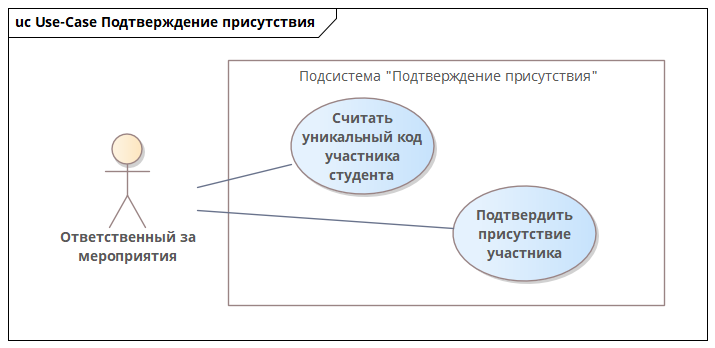 uc Use-Case Подтверждение присутствия
Подсистема "Подтверждение присутствия"
Считать
уникальный код
участника
студента
Подтвердить
присутствие
участника
Ответственный за
мероприятия